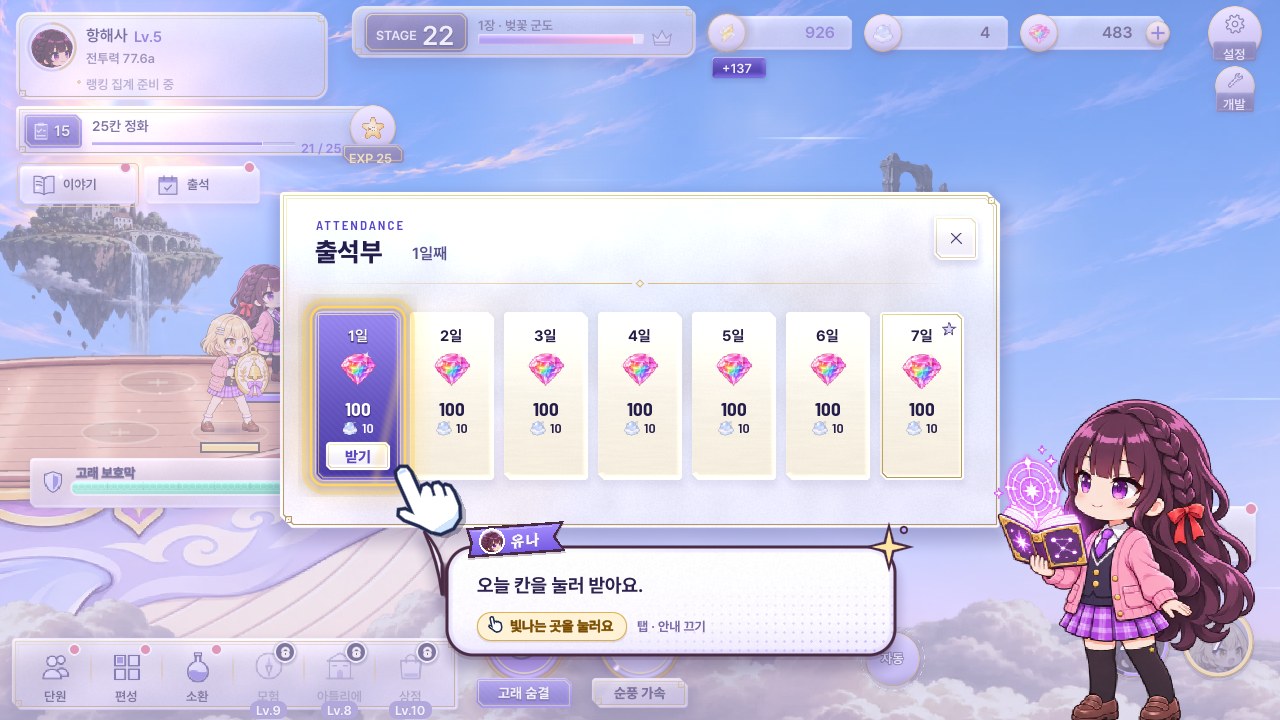 항해사 Lv.5
전투력 77.6a
* 랭킹 집계 준비 중
STAGE 22
1장 · 벚꽃 군도
926
+137
4
483
설정
개발
15
25칸 정화
21 / 25
EXP 25
이야기
출석
ATTENDANCE
출석부
1일째
1일
100
10
받기
2일
100
10
3일
100
10
4일
100
10
5일
100
10
6일
100
10
7일
100
10
고래 보호막
유나
오늘 칸을 눌러 받아요.
빛나는 곳을 눌러요
탭 · 안내 끄기
단원
편성
소환
모험
Lv.9
아틀리에
Lv.8
상점
Lv.10
고래 숨결
순풍 가속
자동